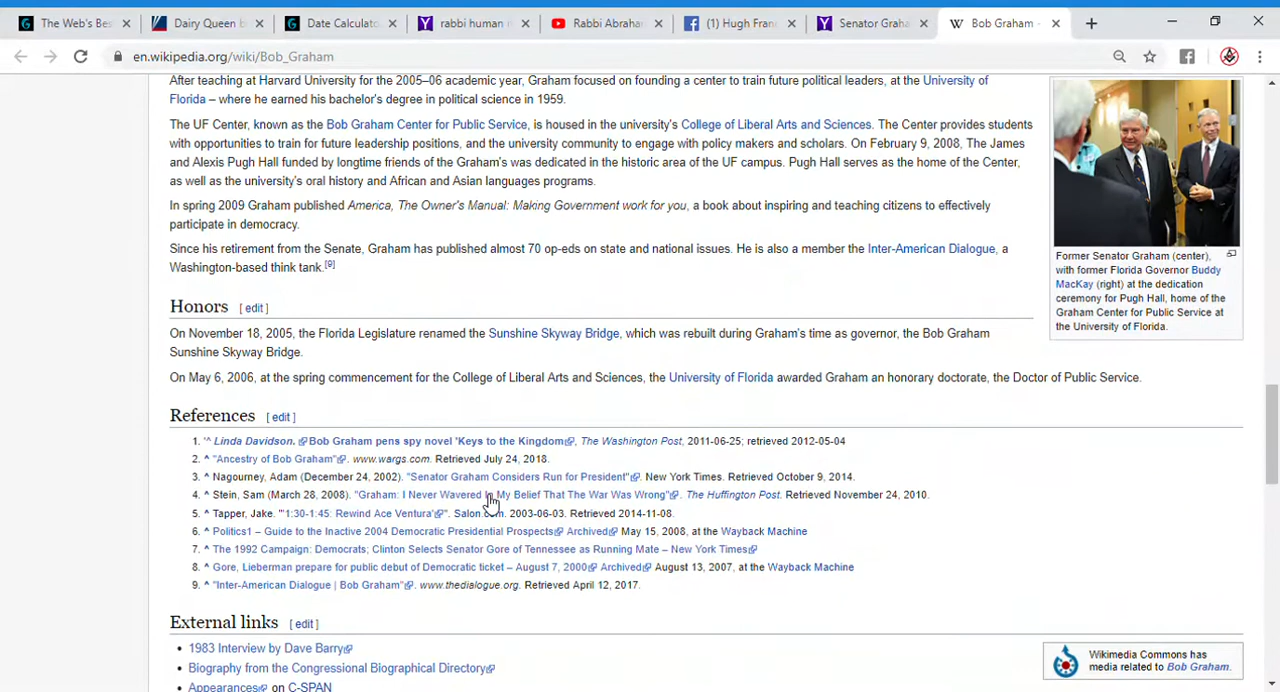 The Web's Bes
Dairy Queen b
Date Calculato
rabbi human r
Rabbi Abraha
(1) Hugh Fran
Senator Graha
Bob Graham -
en.wikipedia.org/wiki/Bob_Graham
After teaching at Harvard University for the 2005–06 academic year, Graham focused on founding a center to train future political leaders, at the University of
Florida – where he earned his bachelor's degree in political science in 1959.
The UF Center, known as the Bob Graham Center for Public Service, is housed in the university's College of Liberal Arts and Sciences. The Center provides students
with opportunities to train for future leadership positions, and the university community to engage with policy makers and scholars. On February 9, 2008, The James
and Alexis Pugh Hall funded by longtime friends of the Graham's was dedicated in the historic area of the UF campus. Pugh Hall serves as the home of the Center,
as well as the university's oral history and African and Asian languages programs.
In spring 2009 Graham published America, The Owner's Manual: Making Government work for you, a book about inspiring and teaching citizens to effectively
participate in democracy.
Since his retirement from the Senate, Graham has published almost 70 op-eds on state and national issues. He is also a member the Inter-American Dialogue, a
Washington-based think tank.[9]
Former Senator Graham (center),
with former Florida Governor Buddy
MacKay (right) at the dedication
ceremony for Pugh Hall, home of the
Graham Center for Public Service at
the University of Florida.
Honors [ edit ]
On November 18, 2005, the Florida Legislature renamed the Sunshine Skyway Bridge, which was rebuilt during Graham's time as governor, the Bob Graham
Sunshine Skyway Bridge.
On May 6, 2006, at the spring commencement for the College of Liberal Arts and Sciences, the University of Florida awarded Graham an honorary doctorate, the Doctor of Public Service.
References [ edit ]
1. '^ Linda Davidson. Bob Graham pens spy novel 'Keys to the Kingdom, The Washington Post, 2011-06-25; retrieved 2012-05-04
2. ^ "Ancestry of Bob Graham". www.wargs.com. Retrieved July 24, 2018.
3. ^ Nagourney, Adam (December 24, 2002). "Senator Graham Considers Run for President". New York Times. Retrieved October 9, 2014.
4. ^ Stein, Sam (March 28, 2008). "Graham: I Never Wavered In My Belief That The War Was Wrong". The Huffington Post. Retrieved November 24, 2010.
5. ^ Tapper, Jake. "'1:30-1:45: Rewind Ace Ventura'". Salon.com. 2003-06-03. Retrieved 2014-11-08.
6. ^ Politics1 – Guide to the Inactive 2004 Democratic Presidential Prospects Archived May 15, 2008, at the Wayback Machine
7. ^ The 1992 Campaign: Democrats; Clinton Selects Senator Gore of Tennessee as Running Mate – New York Times
8. ^ Gore, Lieberman prepare for public debut of Democratic ticket – August 7, 2000 Archived August 13, 2007, at the Wayback Machine
9. ^ "Inter-American Dialogue | Bob Graham". www.thedialogue.org. Retrieved April 12, 2017.
External links [ edit ]
• 1983 Interview by Dave Barry
• Biography from the Congressional Biographical Directory
• Appearances on C-SPAN
Wikimedia Commons has
media related to Bob Graham.